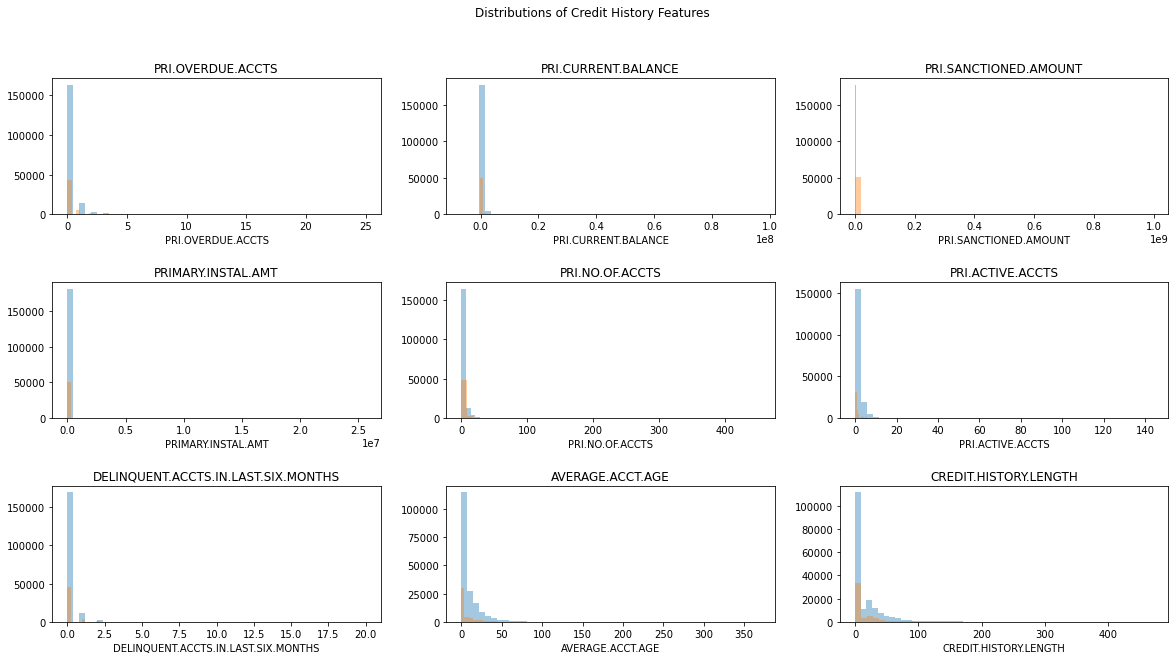 Distributions of Credit History Features
PRI.OVERDUE.ACCTS
150000
100000
50000
0
0 5 10 15 20 25
PRI.OVERDUE.ACCTS
PRI.CURRENT.BALANCE
150000
100000
50000
0
0.0 0.2 0.4 0.6 0.8 1.0
1e8
PRI.CURRENT.BALANCE
PRI.SANCTIONED.AMOUNT
150000
100000
50000
0
0.0 0.2 0.4 0.6 0.8 1.0
1e9
PRI.SANCTIONED.AMOUNT
PRIMARY.INSTAL.AMT
150000
100000
50000
0
0.0 0.5 1.0 1.5 2.0 2.5
1e7
PRIMARY.INSTAL.AMT
PRI.NO.OF.ACCTS
150000
100000
50000
0
0 100 200 300 400
PRI.NO.OF.ACCTS
PRI.ACTIVE.ACCTS
150000
100000
50000
0
0 20 40 60 80 100 120 140
PRI.ACTIVE.ACCTS
DELINQUENT.ACCTS.IN.LAST.SIX.MONTHS
150000
100000
50000
0
0.0 2.5 5.0 7.5 10.0 12.5 15.0 17.5 20.0
DELINQUENT.ACCTS.IN.LAST.SIX.MONTHS
AVERAGE.ACCT.AGE
100000
75000
50000
25000
0
0 50 100 150 200 250 300 350
AVERAGE.ACCT.AGE
CREDIT.HISTORY.LENGTH
100000
80000
60000
40000
20000
0
0 100 200 300 400
CREDIT.HISTORY.LENGTH